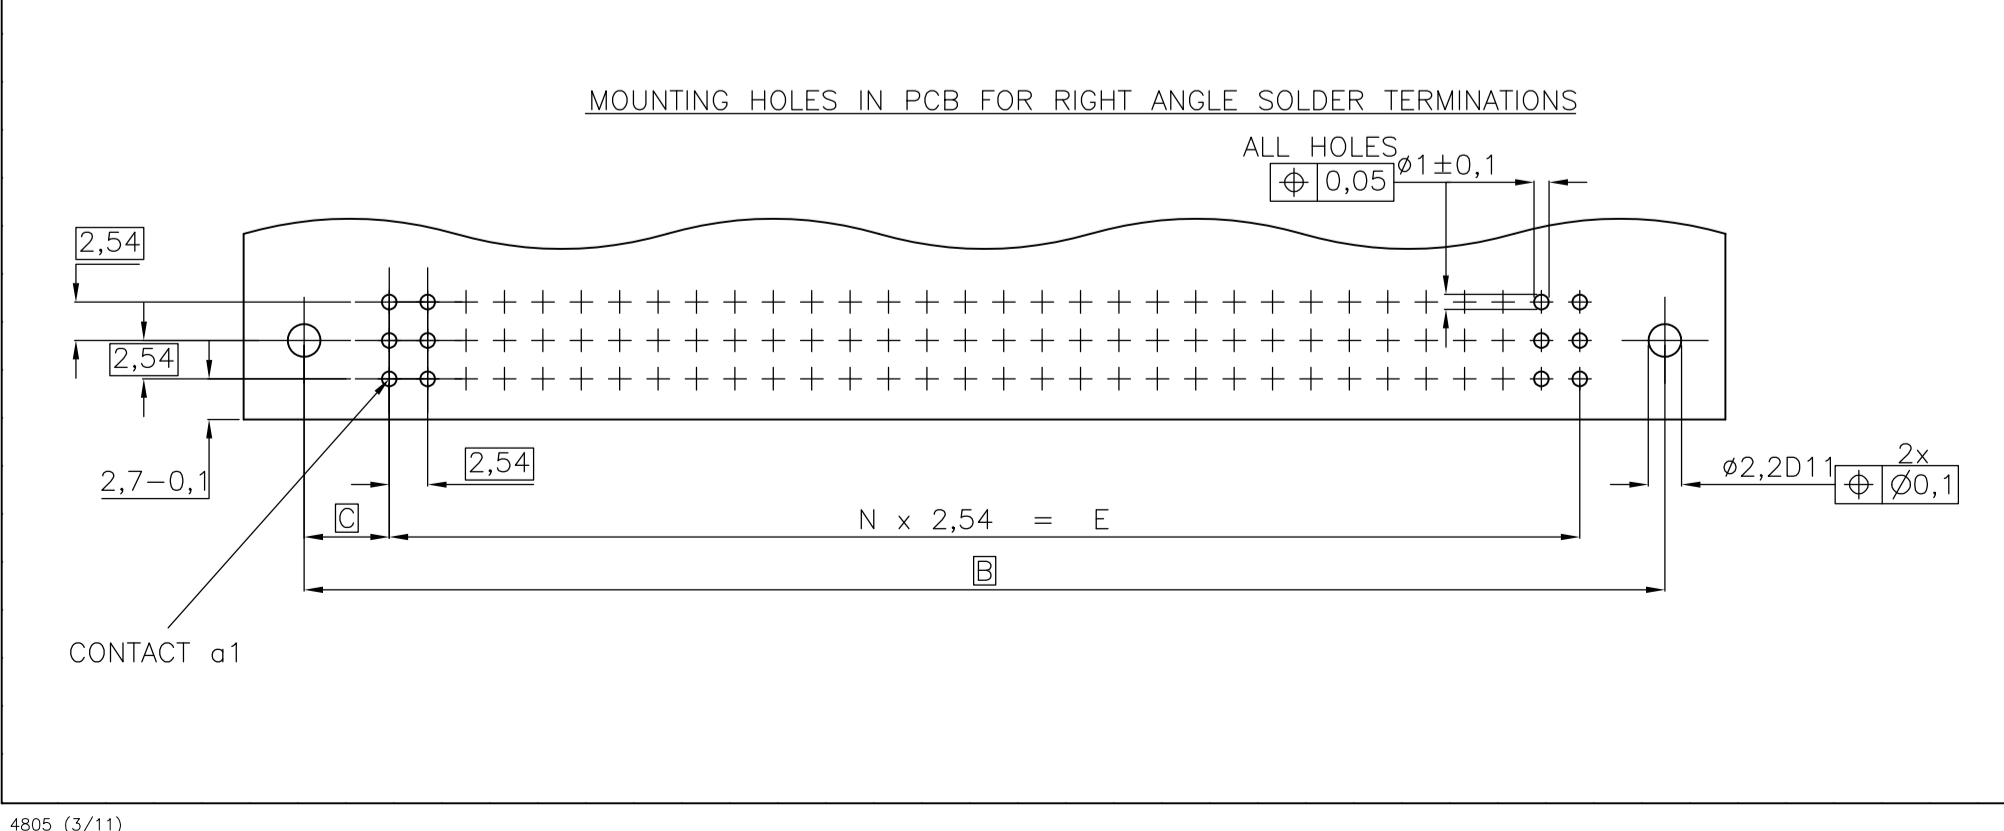 MOUNTING HOLES IN PCB FOR RIGHT ANGLE SOLDER TERMINATIONS
ALL HOLES
⌖ 0,05 ø1±0,1
2,54
2,54
2,54
2,7-0,1
C
N x 2,54 = E
B
2x
ø2,2D11 ⌖ Ø0,1
CONTACT a1
4805 (3/11)